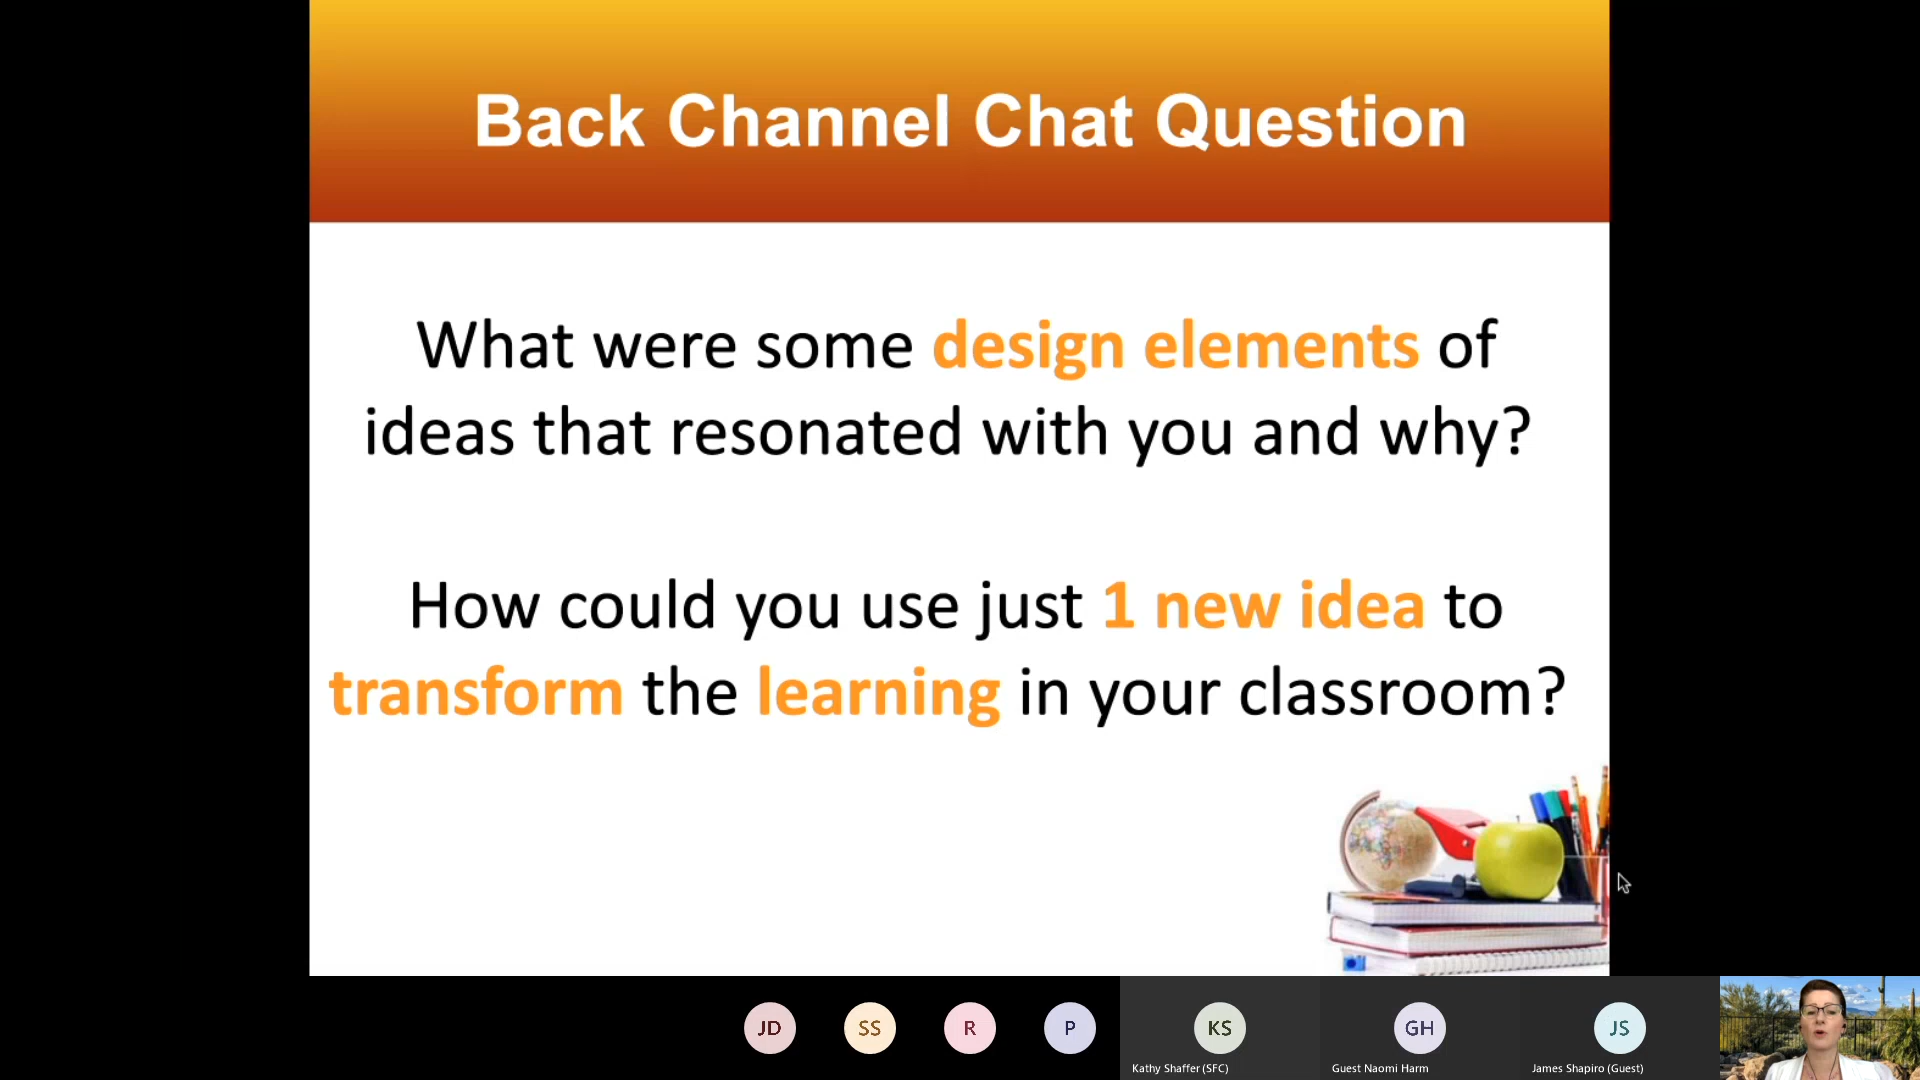 Back Channel Chat Question
What were some design elements of
ideas that resonated with you and why?
How could you use just 1 new idea to
transform the learning in your classroom?
JD
SS
R
P
KS
GH
JS
Kathy Shaffer (SFC)
Guest Naomi Harm
James Shapiro (Guest)